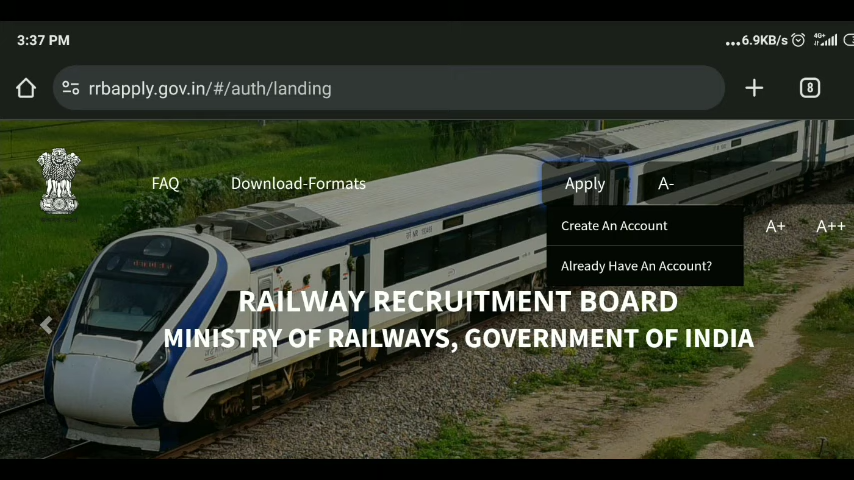 3:37 PM
...6.9KB/s 4G+
rrbapply.gov.in/#/auth/landing
8
FAQ Download-Formats Apply A-
Create An Account A+ A++
Already Have An Account?
RAILWAY RECRUITMENT BOARD
MINISTRY OF RAILWAYS, GOVERNMENT OF INDIA